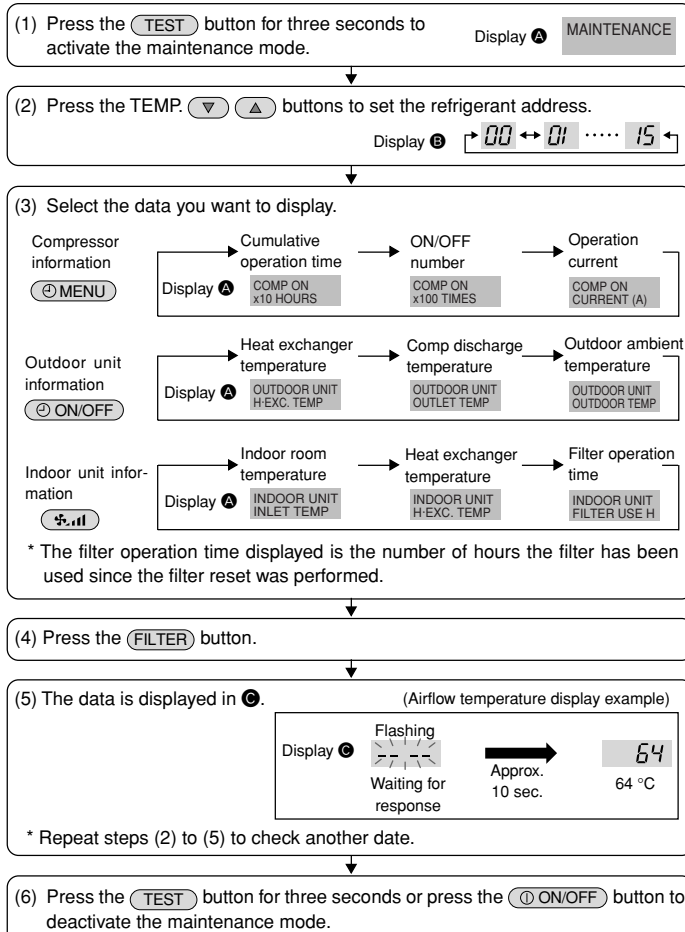 (1) Press the TEST button for three seconds to
activate the maintenance mode.
Display A MAINTENANCE
(2) Press the TEMP. ▼ ▲ buttons to set the refrigerant address.
Display B 00 ↔ 01 ····· 15
(3) Select the data you want to display.
Compressor
information
MENU
Display A
Cumulative
operation time
COMP ON
x10 HOURS
ON/OFF
number
COMP ON
x100 TIMES
Operation
current
COMP ON
CURRENT (A)
Outdoor unit
information
ON/OFF
Display A
Heat exchanger
temperature
OUTDOOR UNIT
H·EXC. TEMP
Comp discharge
temperature
OUTDOOR UNIT
OUTLET TEMP
Outdoor ambient
temperature
OUTDOOR UNIT
OUTDOOR TEMP
Indoor unit infor-
mation
Display A
Indoor room
temperature
INDOOR UNIT
INLET TEMP
Heat exchanger
temperature
INDOOR UNIT
H·EXC. TEMP
Filter operation
time
INDOOR UNIT
FILTER USE H
* The filter operation time displayed is the number of hours the filter has been
used since the filter reset was performed.
(4) Press the FILTER button.
(5) The data is displayed in C.
(Airflow temperature display example)
Display C
Flashing
-- --
Waiting for
response
Approx.
10 sec.
64
64 °C
* Repeat steps (2) to (5) to check another date.
(6) Press the TEST button for three seconds or press the ON/OFF button to
deactivate the maintenance mode.